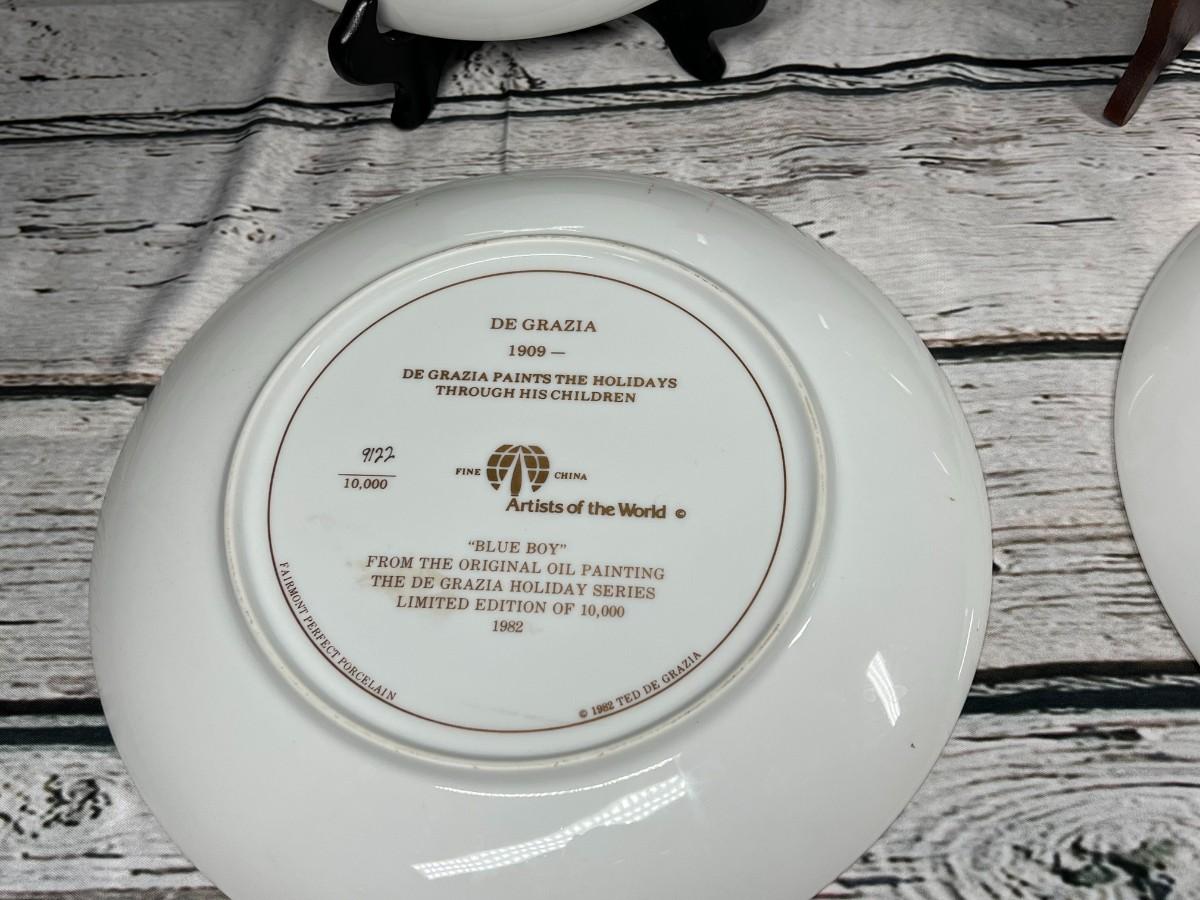 DE GRAZIA
1909 —
DE GRAZIA PAINTS THE HOLIDAYS
THROUGH HIS CHILDREN
9122
10,000
FINE CHINA
Artists of the World ©
"BLUE BOY"
FROM THE ORIGINAL OIL PAINTING
THE DE GRAZIA HOLIDAY SERIES
LIMITED EDITION OF 10,000
1982
FAIRMONT PERFECT PORCELAIN
© 1982 TED DE GRAZIA